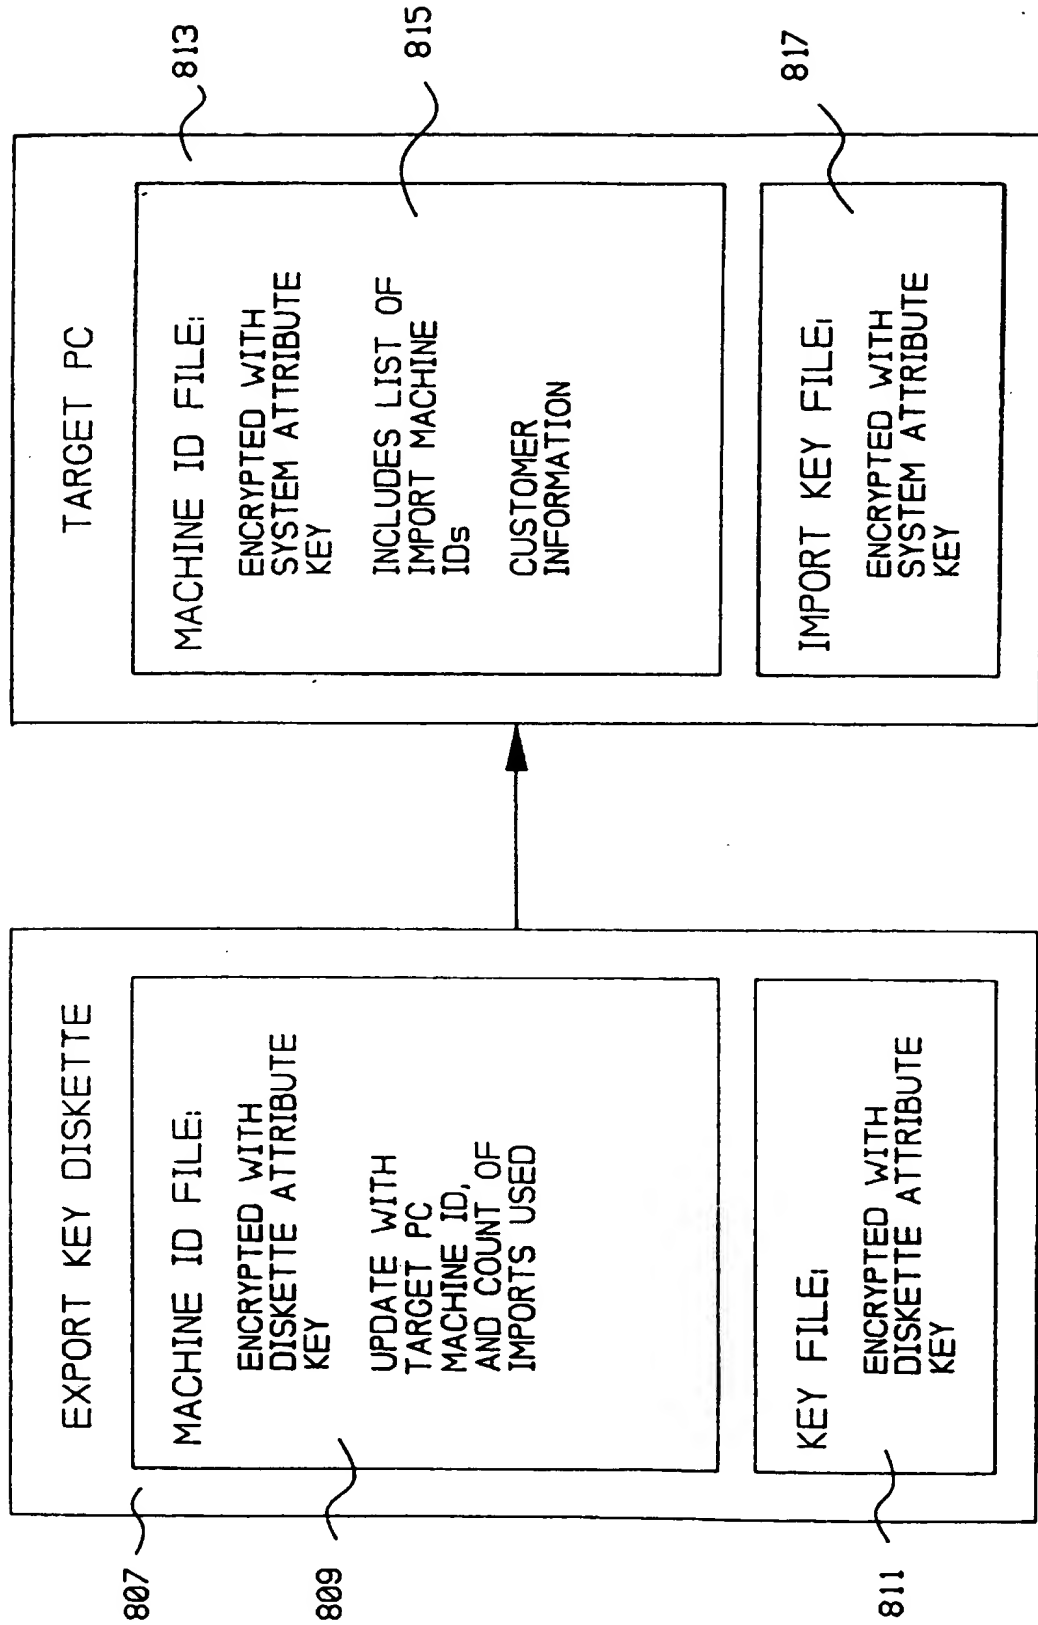 EXPORT KEY DISKETTE
MACHINE ID FILE:
ENCRYPTED WITH
DISKETTE ATTRIBUTE
KEY
UPDATE WITH
TARGET PC
MACHINE ID,
AND COUNT OF
IMPORTS USED
KEY FILE:
ENCRYPTED WITH
DISKETTE ATTRIBUTE
KEY
807
809
811
TARGET PC
MACHINE ID FILE:
ENCRYPTED WITH
SYSTEM ATTRIBUTE
KEY
INCLUDES LIST OF
IMPORT MACHINE
IDs
CUSTOMER
INFORMATION
IMPORT KEY FILE:
ENCRYPTED WITH
SYSTEM ATTRIBUTE
KEY
813
815
817